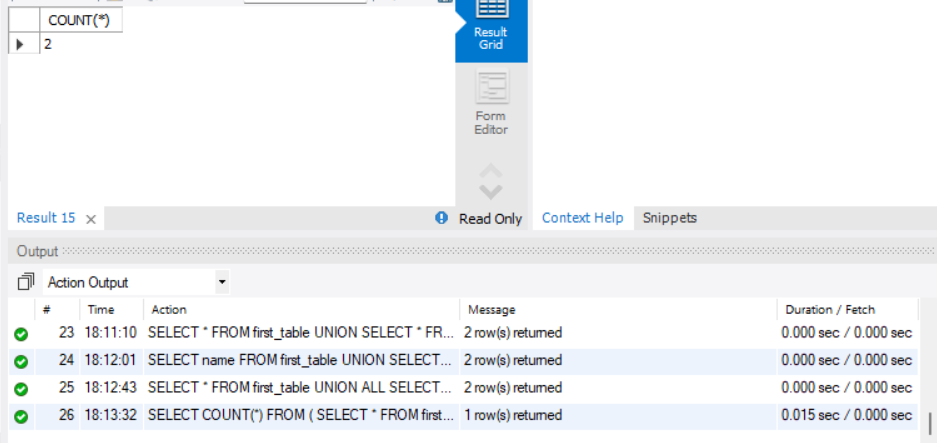 COUNT(*)
2
Result
Grid
Form
Editor
Result 15
Read Only
Context Help
Snippets
Output
Action Output
# Time Action Message Duration / Fetch
23 18:11:10 SELECT * FROM first_table UNION SELECT * FR... 2 row(s) returned 0.000 sec / 0.000 sec
24 18:12:01 SELECT name FROM first_table UNION SELECT... 2 row(s) returned 0.000 sec / 0.000 sec
25 18:12:43 SELECT * FROM first_table UNION ALL SELECT... 2 row(s) returned 0.000 sec / 0.000 sec
26 18:13:32 SELECT COUNT(*) FROM ( SELECT * FROM first... 1 row(s) returned 0.015 sec / 0.000 sec